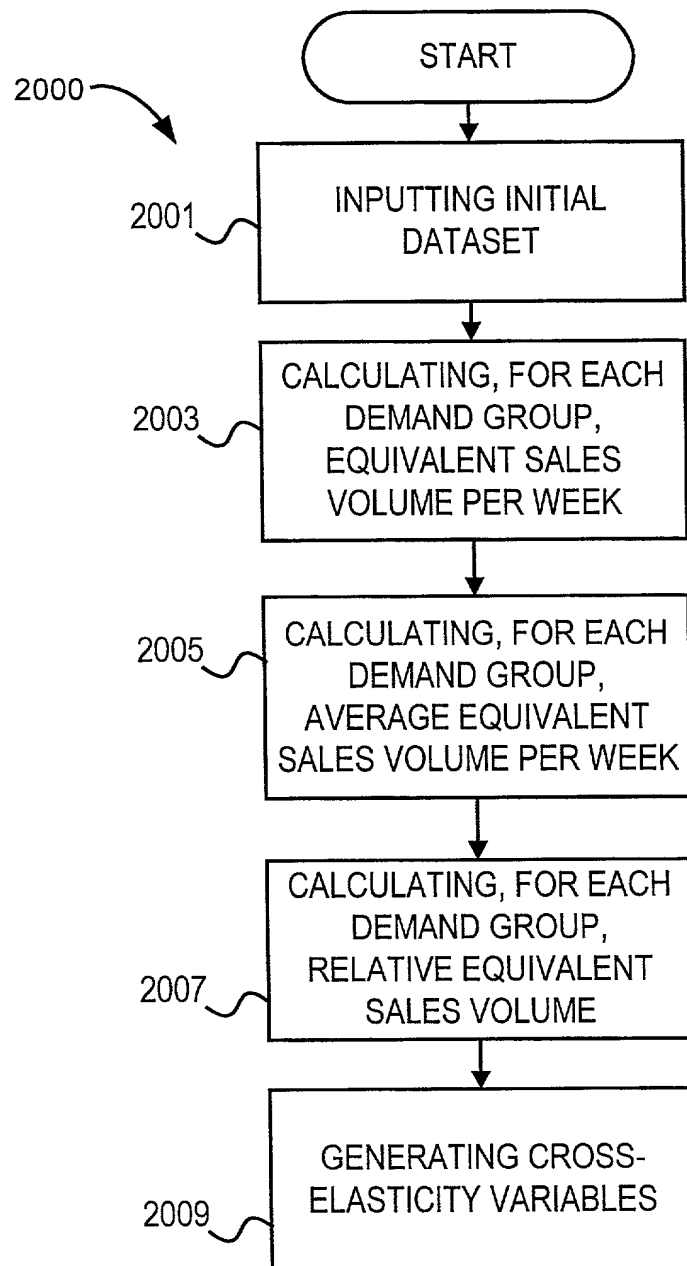 START
2000
2001
INPUTTING INITIAL
DATASET
2003
CALCULATING, FOR EACH
DEMAND GROUP,
EQUIVALENT SALES
VOLUME PER WEEK
2005
CALCULATING, FOR EACH
DEMAND GROUP,
AVERAGE EQUIVALENT
SALES VOLUME PER WEEK
2007
CALCULATING, FOR EACH
DEMAND GROUP,
RELATIVE EQUIVALENT
SALES VOLUME
2009
GENERATING CROSS-
ELASTICITY VARIABLES